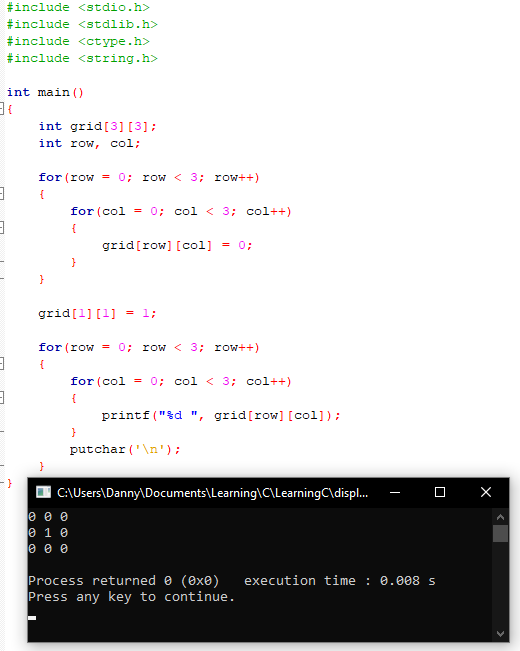 #include <stdio.h>
#include <stdlib.h>
#include <ctype.h>
#include <string.h>

int main()
{
    int grid[3][3];
    int row, col;

    for(row = 0; row < 3; row++)
    {
        for(col = 0; col < 3; col++)
        {
            grid[row][col] = 0;
        }
    }

    grid[1][1] = 1;

    for(row = 0; row < 3; row++)
    {
        for(col = 0; col < 3; col++)
        {
            printf("%d ", grid[row][col]);
        }
        putchar('\n');
    }
}
C:\Users\Danny\Documents\Learning\C\LearningC\displ...
0 0 0
0 1 0
0 0 0

Process returned 0 (0x0)   execution time : 0.008 s
Press any key to continue.